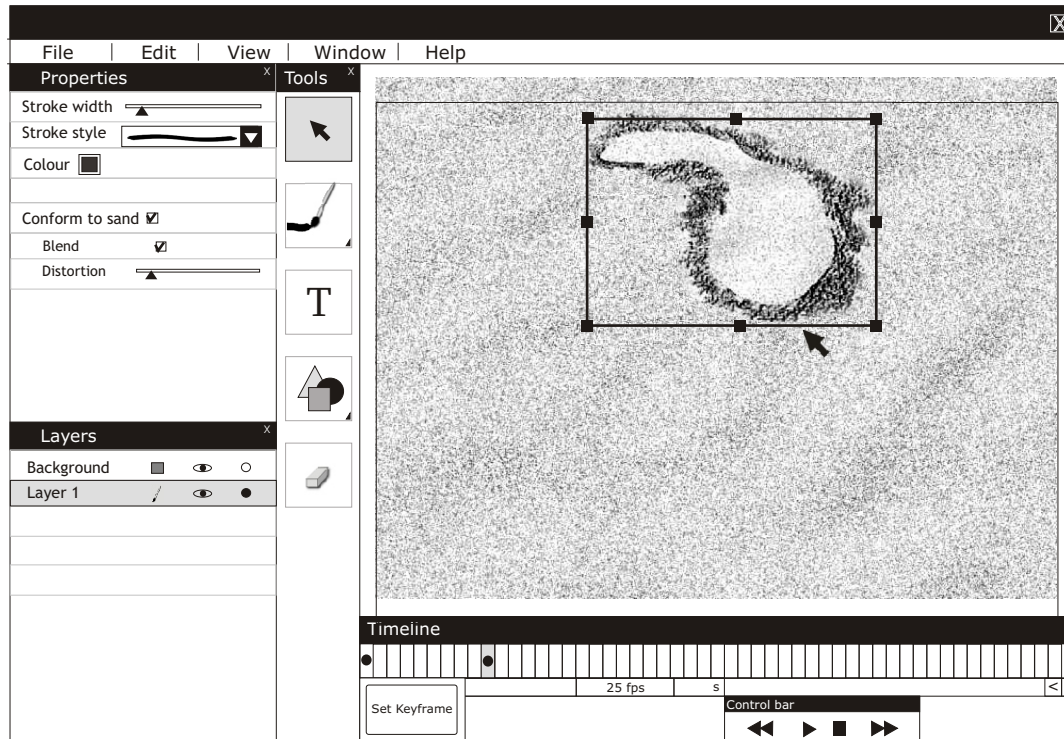 X
File | Edit | View | Window | Help
Properties X
Tools X
Stroke width
Stroke style
Colour
Conform to sand
Blend
Distortion
T
Layers X
Background
Layer 1
Timeline
25 fps
s
<
Set Keyframe
Control bar